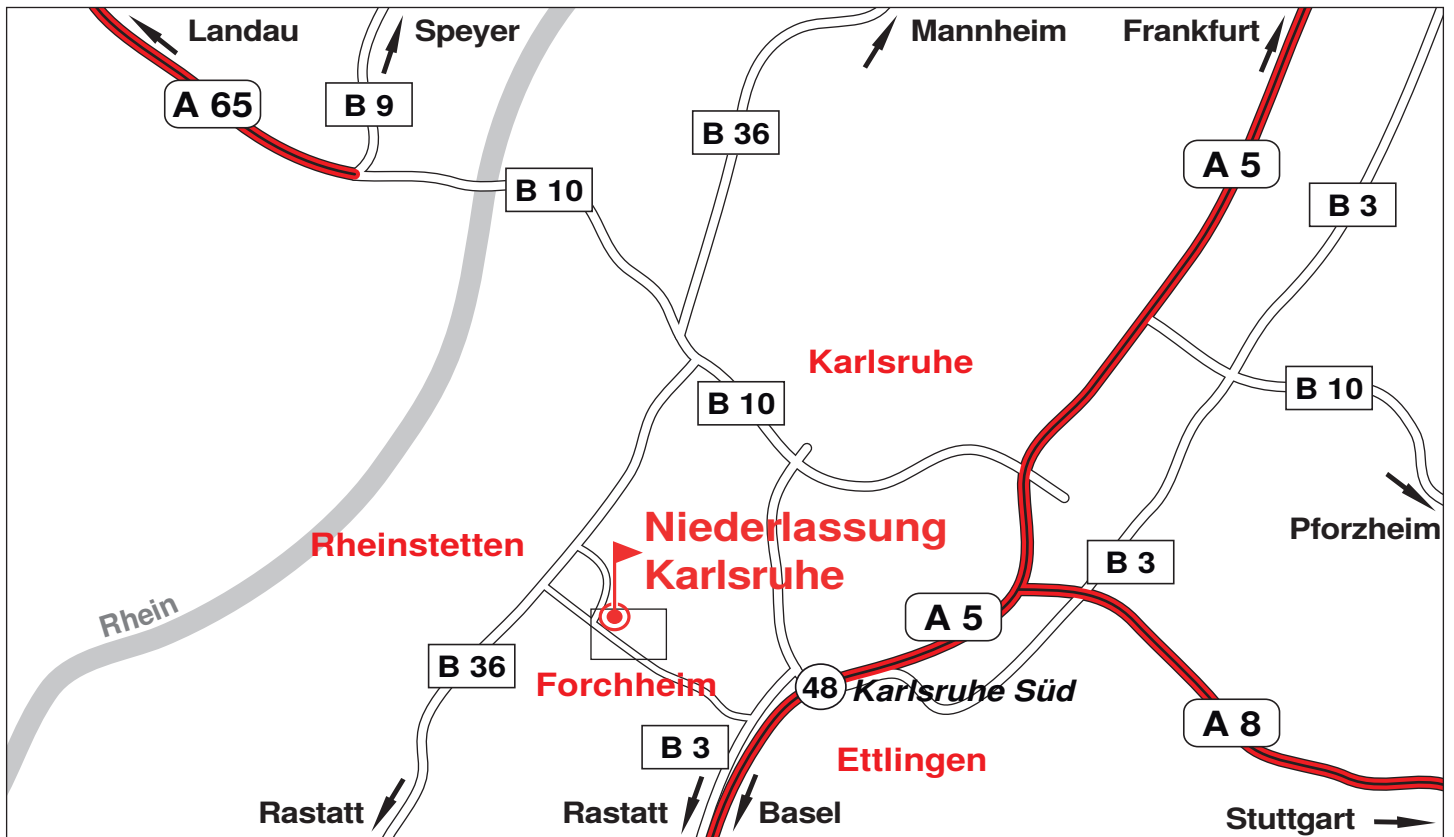 Landau
Speyer
Mannheim
Frankfurt
A 65
B 9
B 36
A 5
B 3
B 10
Karlsruhe
B 10
B 10
Pforzheim
Rheinstetten
Niederlassung
Karlsruhe
B 3
Rhein
A 5
B 36
Forchheim
48
Karlsruhe Süd
A 8
B 3
Ettlingen
Rastatt
Rastatt
Basel
Stuttgart